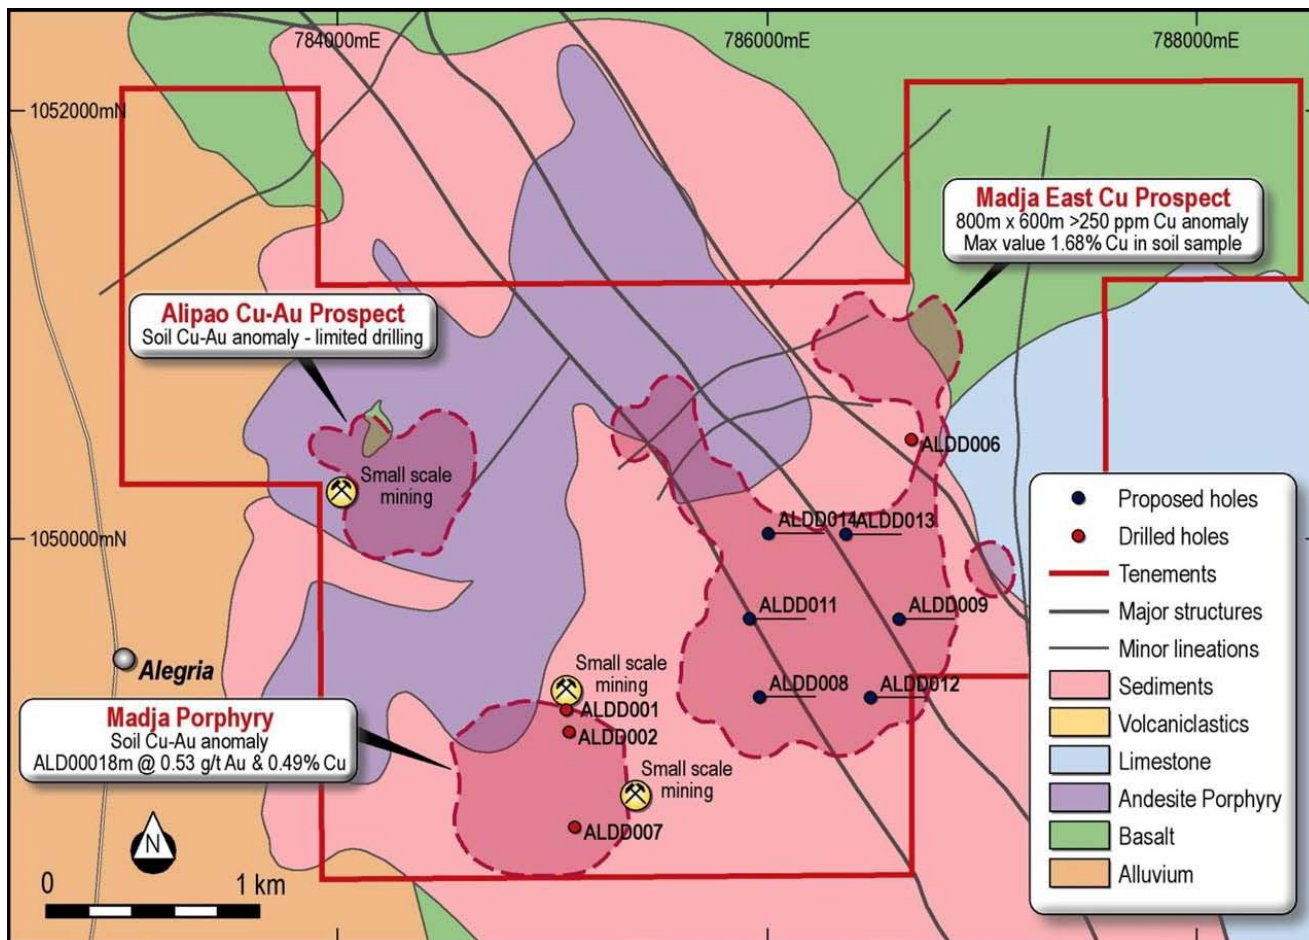 784000mE
786000mE
788000mE
1052000mN
Madja East Cu Prospect
800m x 600m >250 ppm Cu anomaly
Max value 1.68% Cu in soil sample
Alipao Cu-Au Prospect
Soil Cu-Au anomaly - limited drilling
ALDD006
Small scale
mining
Proposed holes
Drilled holes
Tenements
Major structures
Minor lineations
Sediments
Volcaniclastics
Limestone
Andesite Porphyry
Basalt
Alluvium
1050000mN
ALDD014
ALDD013
ALDD011
ALDD009
Alegria
Small scale
mining
ALDD008
ALDD012
ALDD001
ALDD002
Madja Porphyry
Soil Cu-Au anomaly
ALD00018m @ 0.53 g/t Au & 0.49% Cu
Small scale
mining
ALDD007
N
0 1 km